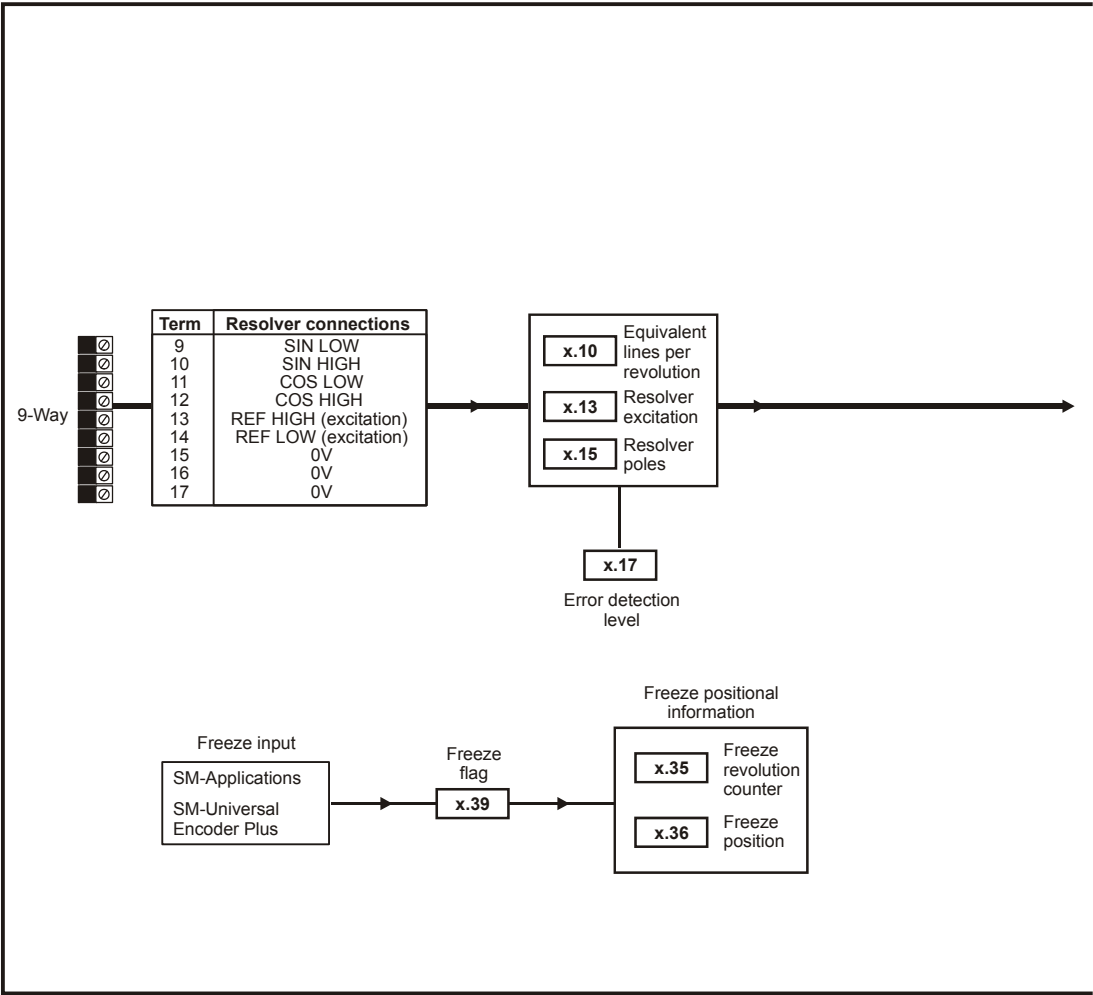 9-Way
Term Resolver connections
9 SIN LOW
10 SIN HIGH
11 COS LOW
12 COS HIGH
13 REF HIGH (excitation)
14 REF LOW (excitation)
15 0V
16 0V
17 0V
x.10
Equivalent
lines per
revolution
x.13
Resolver
excitation
x.15
Resolver
poles
x.17
Error detection
level
Freeze input
SM-Applications
SM-Universal
Encoder Plus
Freeze
flag
x.39
Freeze positional
information
x.35
Freeze
revolution
counter
x.36
Freeze
position